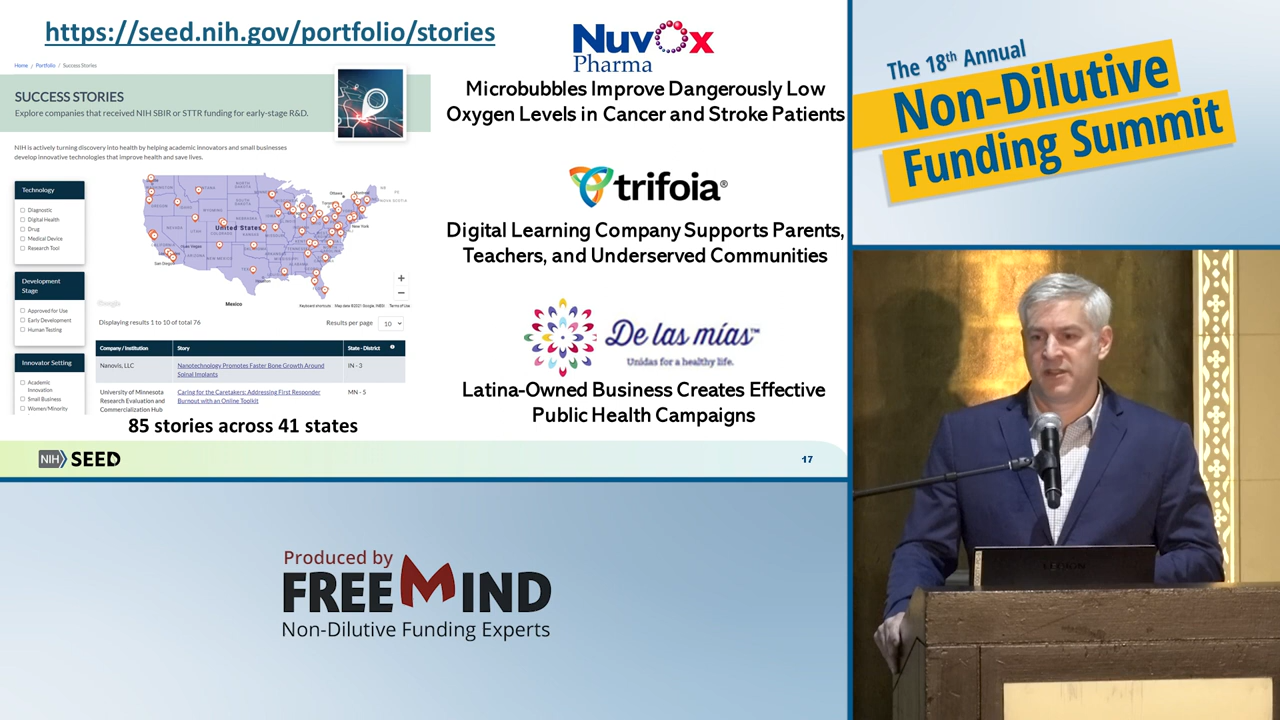 https://seed.nih.gov/portfolio/stories
Home / Portfolio / Success Stories
SUCCESS STORIES
Explore companies that received NIH SBIR or STTR funding for early-stage R&D.
NIH is actively turning discovery into health by helping academic innovators and small businesses
develop innovative technologies that improve health and save lives.
Technology
Diagnostic
Digital Health
Drug
Medical Device
Research Tool
Development
Stage
Approved for Use
Early Development
Human Testing
Innovator Setting
Academic
Innovation
Small Business
Women/Minority
United States
Mexico
Displaying results 1 to 10 of total 76
Results per page
10
Company / Institution
Story
State - District
Nanovis, LLC
Nanotechnology Promotes Faster Bone Growth Around
Spinal Implants
IN - 3
University of Minnesota
Research Evaluation and
Commercialization Hub
Caring for the Caretakers: Addressing First Responder
Burnout with an Online Toolkit
MN - 5
85 stories across 41 states
NuvOx
Pharma
Microbubbles Improve Dangerously Low
Oxygen Levels in Cancer and Stroke Patients
trifoia®
Digital Learning Company Supports Parents,
Teachers, and Underserved Communities
De las mías™
Unidas for a healthy life.
Latina-Owned Business Creates Effective
Public Health Campaigns
NIH SEED
17
The 18th Annual
Non-Dilutive
Funding Summit
Produced by
FREEMIND
Non-Dilutive Funding Experts
LEGION